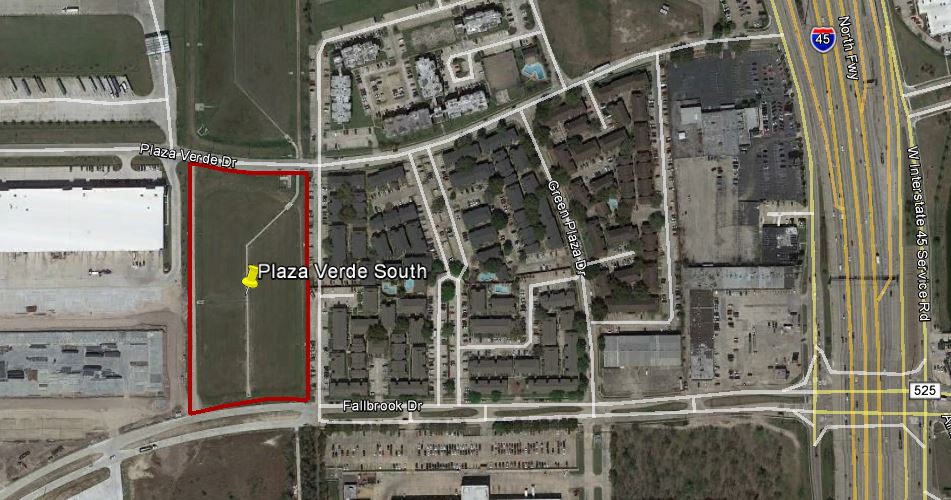 45
North Fwy
Plaza Verde Dr
Green Plaza Dr
W Interstate 45 Service Rd
Plaza Verde South
525
Fallbrook Dr